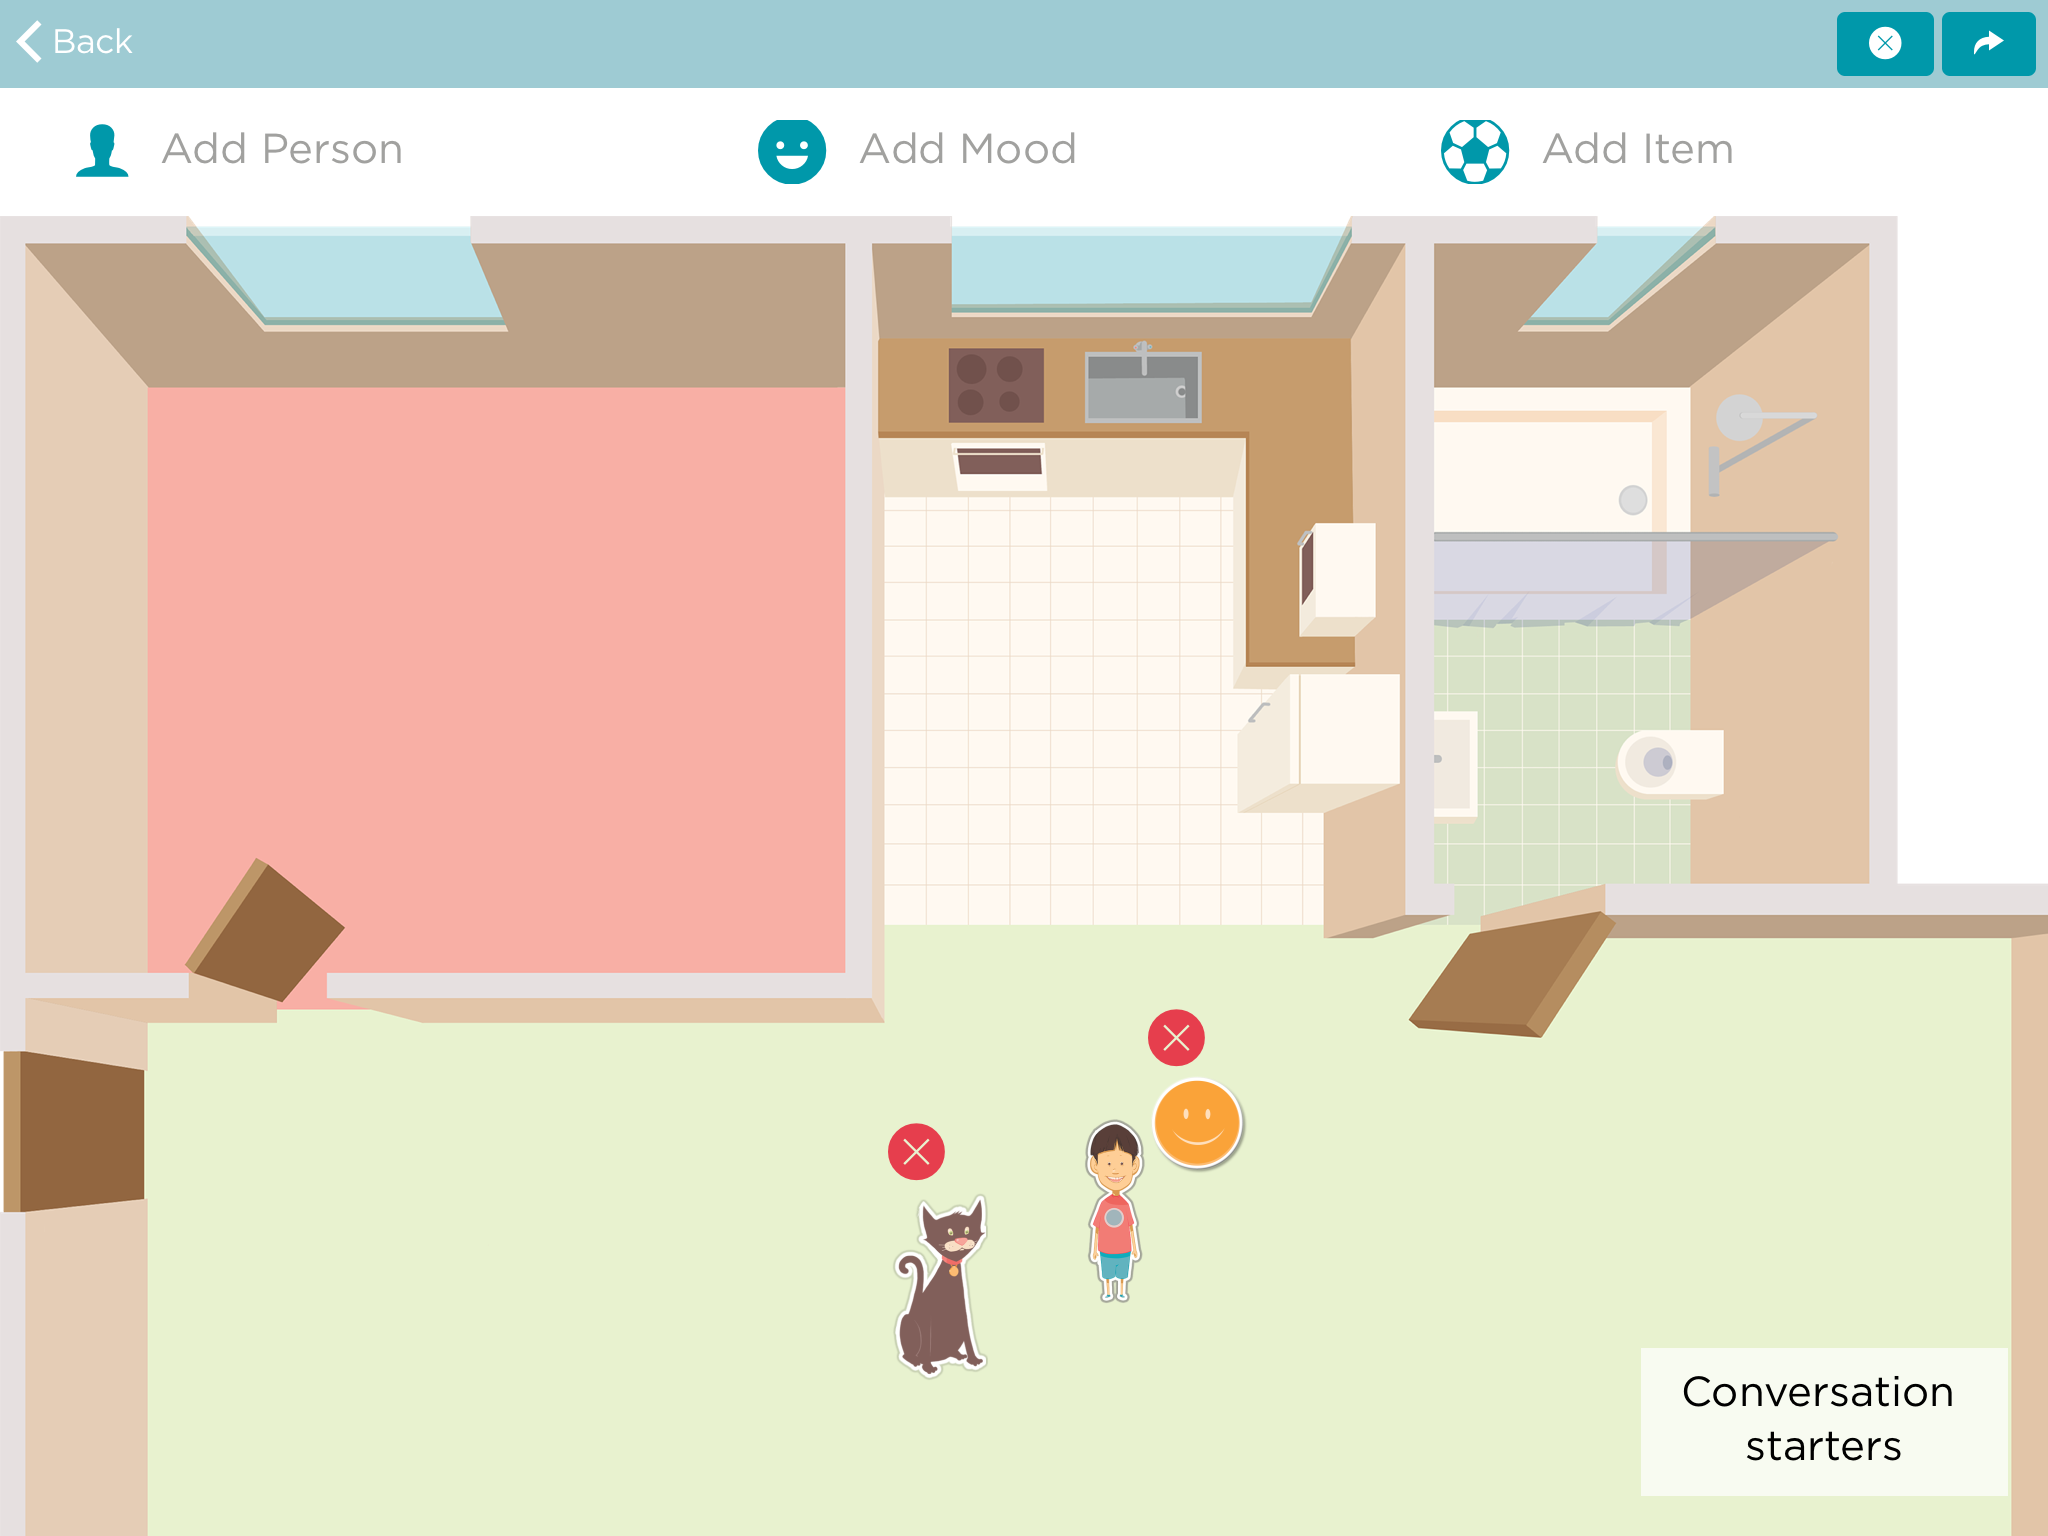 Back
Add Person
Add Mood
Add Item
Conversation
starters